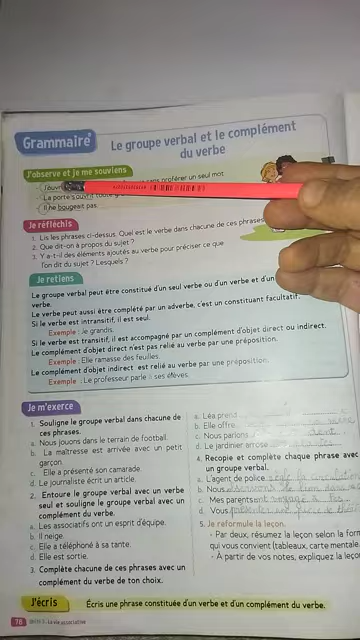 Grammaire
Le groupe verbal et le complément
du verbe
J'observe et je me souviens
J'ouvri
sans proférer un seul mot
La porte s'ouvrit toute g
Il ne bougeait pas
Je réfléchis
1. Lis les phrases ci-dessus. Quel est le verbe dans chacune de ces phrases
2. Que dit-on à propos du sujet ?
3. Y a-t-il des éléments ajoutés au verbe pour préciser ce que
l'on dit du sujet ? Lesquels ?
Je retiens
Le groupe verbal peut être constitué d'un seul verbe ou d'un verbe et d'un
verbe.
Le verbe peut aussi être complété par un adverbe, c'est un constituant facultatif.
Si le verbe est intransitif, il est seul.
Exemple : Je grandis.
Si le verbe est transitif, il est accompagné par un complément d'objet direct ou indirect.
Le complément d'objet direct n'est pas relié au verbe par une préposition.
Exemple : Elle ramasse des feuilles.
Le complément d'objet indirect est relié au verbe par une préposition.
Exemple : Le professeur parle à ses élèves.
Je m'exerce
1. Souligne le groupe verbal dans chacune de
ces phrases.
a. Nous jouons dans le terrain de football.
b. La maîtresse est arrivée avec un petit
garçon.
c. Elle a présenté son camarade.
d. Le journaliste écrit un article.
2. Entoure le groupe verbal avec un verbe
seul et souligne le groupe verbal avec un
complément du verbe.
a. Les associatifs ont un esprit d'équipe.
b. Il neige.
c. Elle a téléphoné à sa tante.
d. Elle est sortie.
3. Complète chacune de ces phrases avec un
complément du verbe de ton choix.
a. Léa prend
b. Elle offre
c. Nous parlons
d. Le jardinier arrose
4. Recopie et complète chaque phrase avec
un groupe verbal.
a. L'agent de police
b. Nous
c. Mes parents
d. Vous
5. Je reformule la leçon.
- Par deux, résumez la leçon selon la form
qui vous convient (tableaux, carte mentale
- À partir de vos notes, expliquez la leço
J'écris
Écris une phrase constituée d'un verbe et d'un complément du verbe.
76
Unité 3. La vie associative